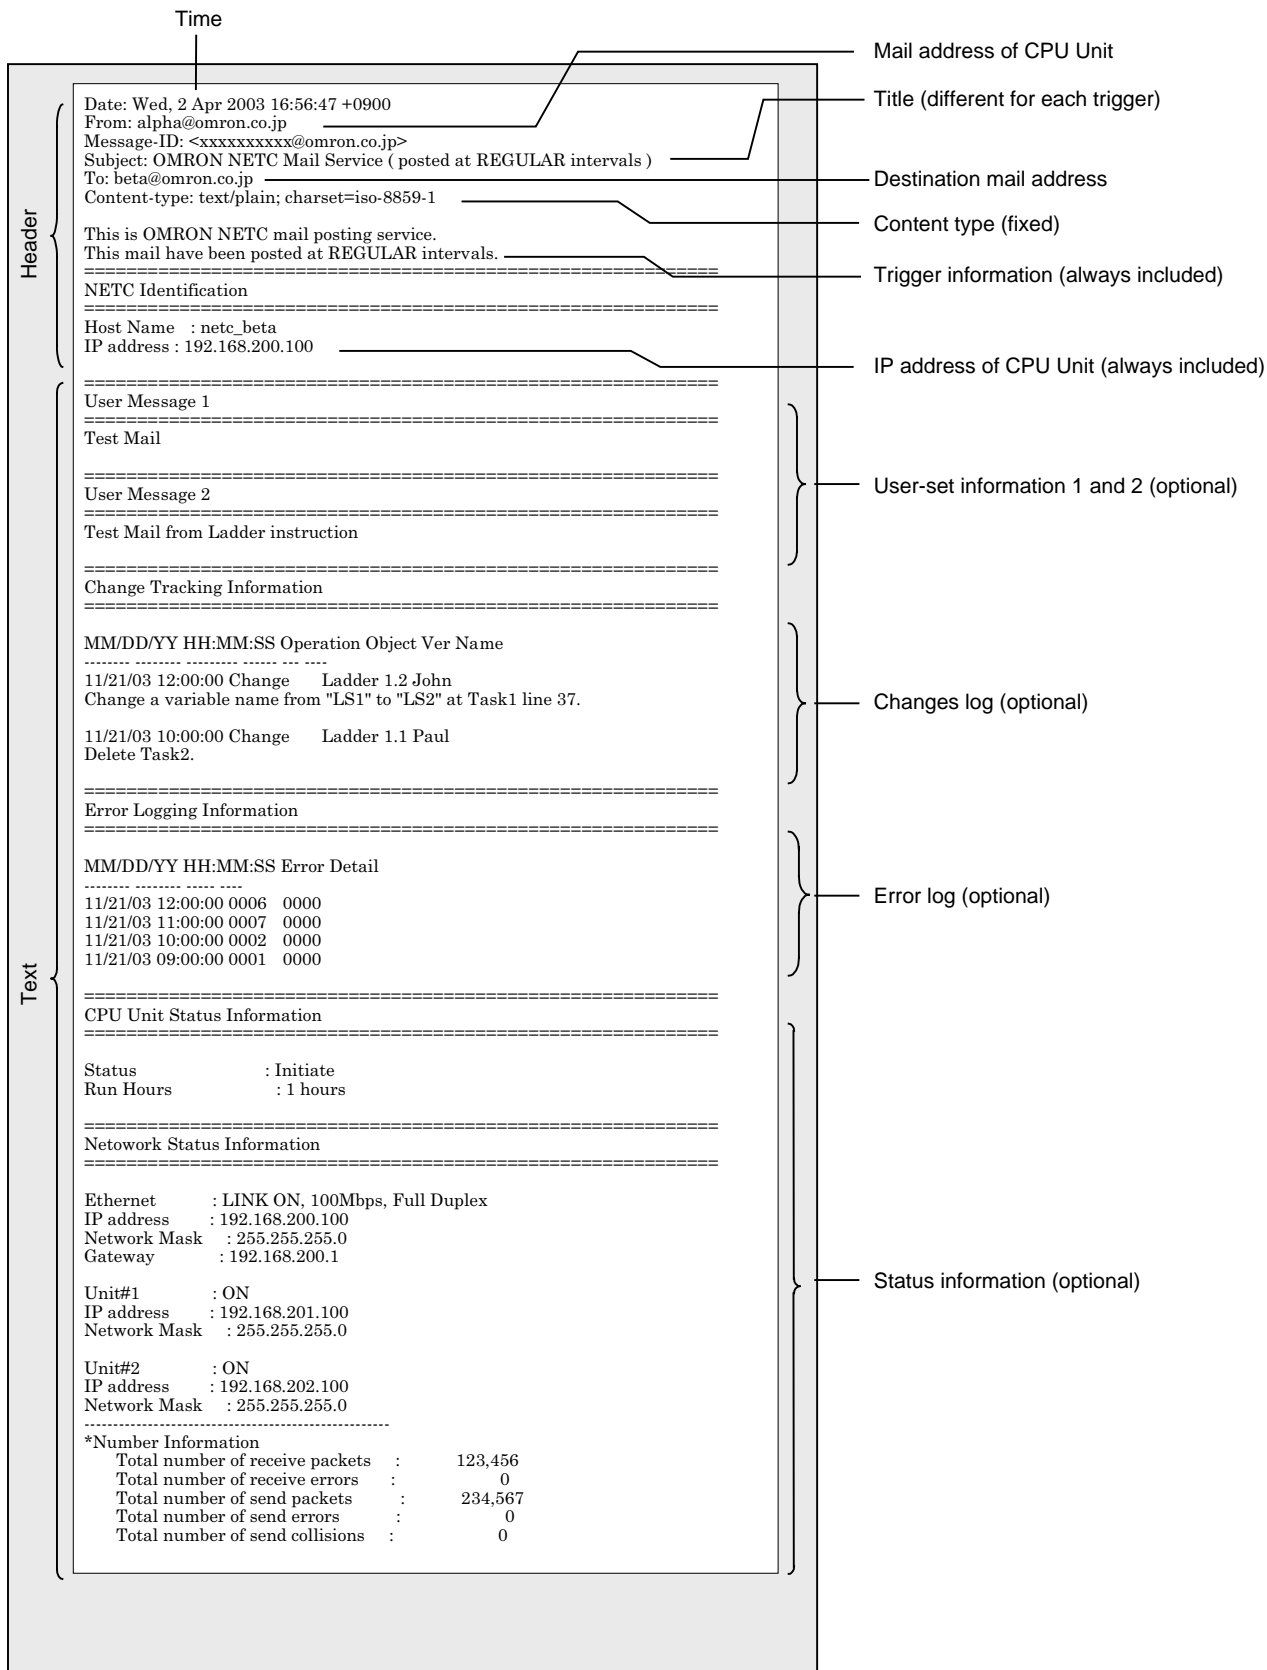 Time
Mail address of CPU Unit
Title (different for each trigger)
Destination mail address
Content type (fixed)
Trigger information (always included)
IP address of CPU Unit (always included)
User-set information 1 and 2 (optional)
Changes log (optional)
Error log (optional)
Status information (optional)
Header
Text
Date: Wed, 2 Apr 2003 16:56:47 +0900
From: alpha@omron.co.jp
Message-ID: <xxxxxxxxxx@omron.co.jp>
Subject: OMRON NETC Mail Service ( posted at REGULAR intervals )
To: beta@omron.co.jp
Content-type: text/plain; charset=iso-8859-1
This is OMRON NETC mail posting service.
This mail have been posted at REGULAR intervals.
============================================================
NETC Identification
============================================================
Host Name : netc_beta
IP address : 192.168.200.100
============================================================
User Message 1
============================================================
Test Mail
============================================================
User Message 2
============================================================
Test Mail from Ladder instruction
============================================================
Change Tracking Information
============================================================
MM/DD/YY HH:MM:SS Operation Object Ver Name
-------- -------- --------- ------ --- ----
11/21/03 12:00:00 Change Ladder 1.2 John
Change a variable name from "LS1" to "LS2" at Task1 line 37.
11/21/03 10:00:00 Change Ladder 1.1 Paul
Delete Task2.
============================================================
Error Logging Information
============================================================
MM/DD/YY HH:MM:SS Error Detail
-------- -------- ----- ----
11/21/03 12:00:00 0006 0000
11/21/03 11:00:00 0007 0000
11/21/03 10:00:00 0002 0000
11/21/03 09:00:00 0001 0000
============================================================
CPU Unit Status Information
============================================================
Status : Initiate
Run Hours : 1 hours
============================================================
Netowork Status Information
============================================================
Ethernet : LINK ON, 100Mbps, Full Duplex
IP address : 192.168.200.100
Network Mask : 255.255.255.0
Gateway : 192.168.200.1
Unit#1 : ON
IP address : 192.168.201.100
Network Mask : 255.255.255.0
Unit#2 : ON
IP address : 192.168.202.100
Network Mask : 255.255.255.0
-----------------------------------------------------
*Number Information
Total number of receive packets : 123,456
Total number of receive errors : 0
Total number of send packets : 234,567
Total number of send errors : 0
Total number of send collisions : 0